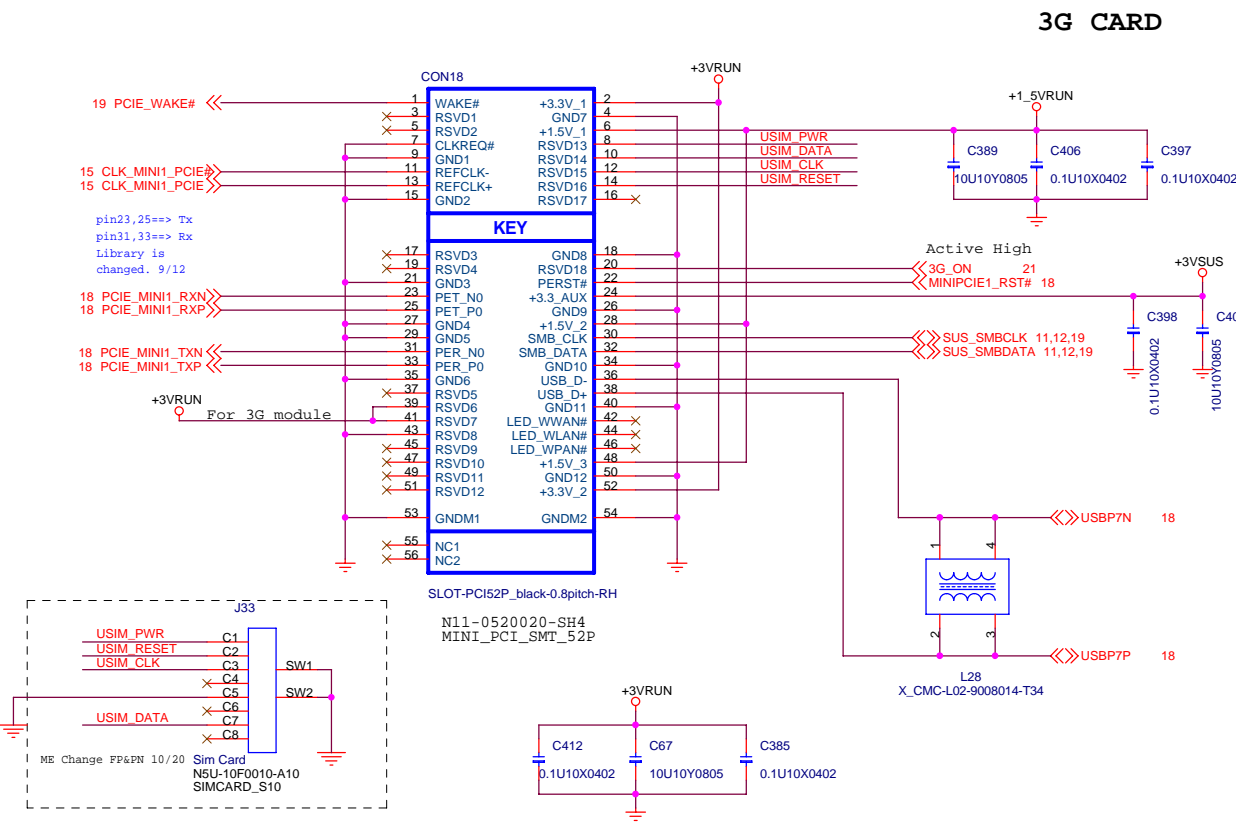 3G CARD
CON18
+3VRUN
19 PCIE_WAKE#
1 WAKE# +3.3V_1 2
3 RSVD1 GND7 4
5 RSVD2 +1.5V_1 6
7 CLKREQ# RSVD13 8 USIM_PWR
9 GND1 RSVD14 10 USIM_DATA
15 CLK_MINI1_PCIE# 11 REFCLK- RSVD15 12 USIM_CLK
15 CLK_MINI1_PCIE 13 REFCLK+ RSVD16 14 USIM_RESET
15 GND2 RSVD17 16
+1_5VRUN
C389 C406 C397
10U10Y0805 0.1U10X0402 0.1U10X0402
KEY
pin23,25==> Tx
pin31,33==> Rx
Library is
changed. 9/12
Active High
17 RSVD3 GND8 18
19 RSVD4 RSVD18 20 3G_ON 21
21 GND3 PERST# 22 MINIPCIE1_RST# 18
18 PCIE_MINI1_RXN 23 PET_N0 +3.3_AUX 24
18 PCIE_MINI1_RXP 25 PET_P0 GND9 26
27 GND4 +1.5V_2 28
29 GND5 SMB_CLK 30 SUS_SMBCLK 11,12,19
18 PCIE_MINI1_TXN 31 PER_N0 SMB_DATA 32 SUS_SMBDATA 11,12,19
18 PCIE_MINI1_TXP 33 PER_P0 GND10 34
35 GND6 USB_D- 36
37 RSVD5 USB_D+ 38
39 RSVD6 GND11 40
+3VRUN
For 3G module
41 RSVD7 LED_WWAN# 42
43 RSVD8 LED_WLAN# 44
45 RSVD9 LED_WPAN# 46
47 RSVD10 +1.5V_3 48
49 RSVD11 GND12 50
51 RSVD12 +3.3V_2 52
53 GNDM1 GNDM2 54
55 NC1
56 NC2
+3VSUS
C398
0.1U10X0402
10U10Y0805
SLOT-PCI52P_black-0.8pitch-RH
N11-0520020-SH4
MINI_PCI_SMT_52P
USBP7N 18
1 4
2 3
USBP7P 18
L28
X_CMC-L02-9008014-T34
J33
USIM_PWR C1
USIM_RESET C2
USIM_CLK C3 SW1
C4
C5 SW2
C6
USIM_DATA C7
C8
ME Change FP&PN 10/20 Sim Card
N5U-10F0010-A10
SIMCARD_S10
+3VRUN
C412 C67 C385
0.1U10X0402 10U10Y0805 0.1U10X0402